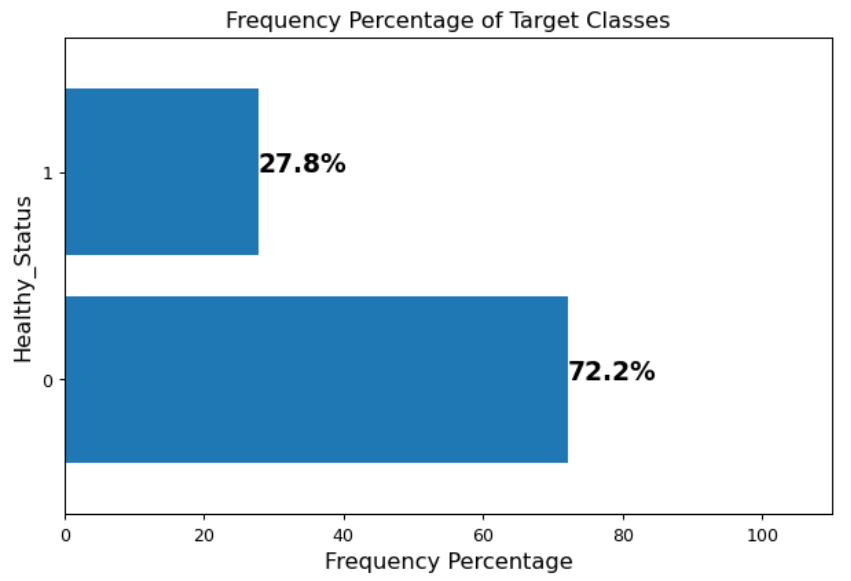 Frequency Percentage of Target Classes
1
27.8%
Healthy_Status
0
72.2%
0 20 40 60 80 100
Frequency Percentage